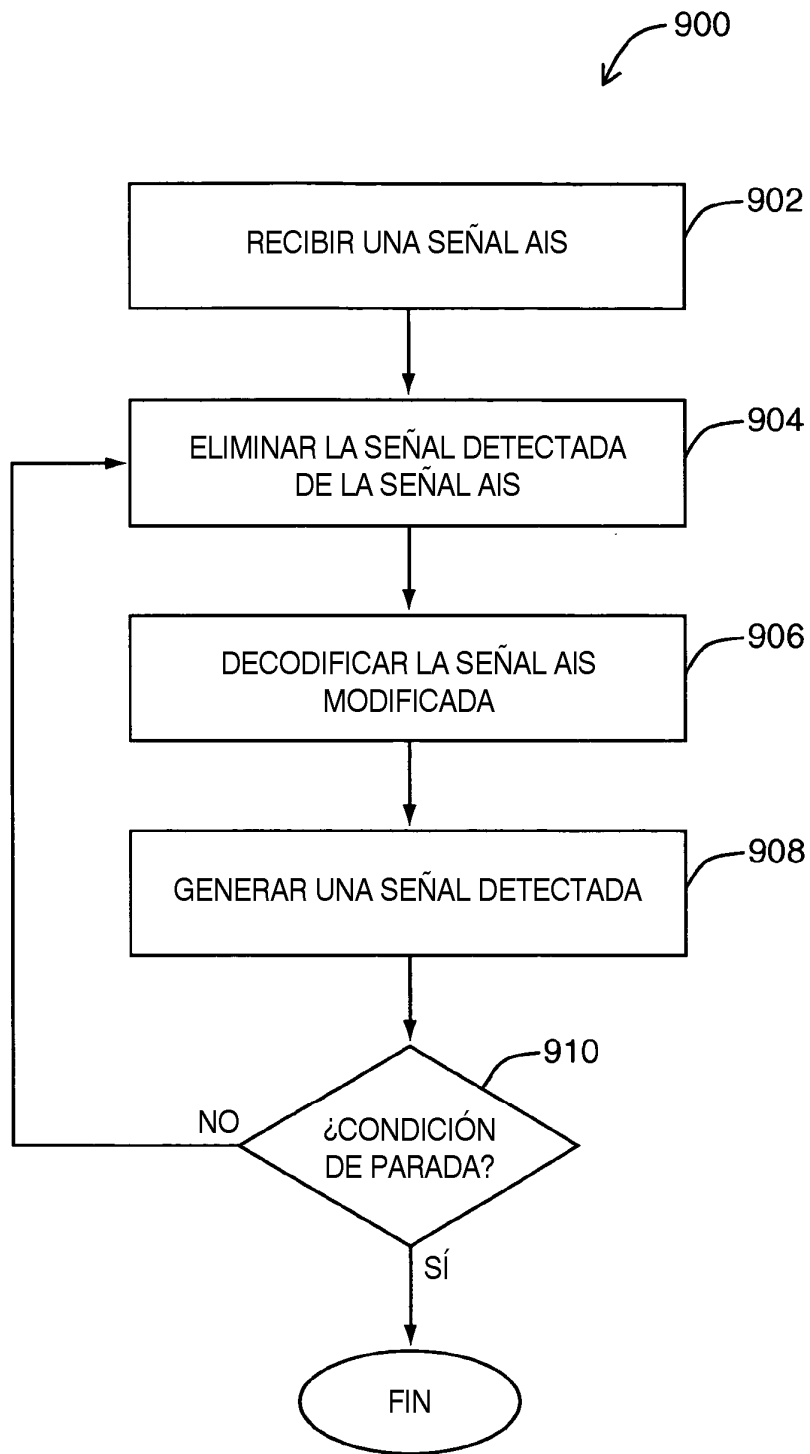 900
902
RECIBIR UNA SEÑAL AIS
904
ELIMINAR LA SEÑAL DETECTADA
DE LA SEÑAL AIS
906
DECODIFICAR LA SEÑAL AIS
MODIFICADA
908
GENERAR UNA SEÑAL DETECTADA
910
NO
¿CONDICIÓN
DE PARADA?
SÍ
FIN